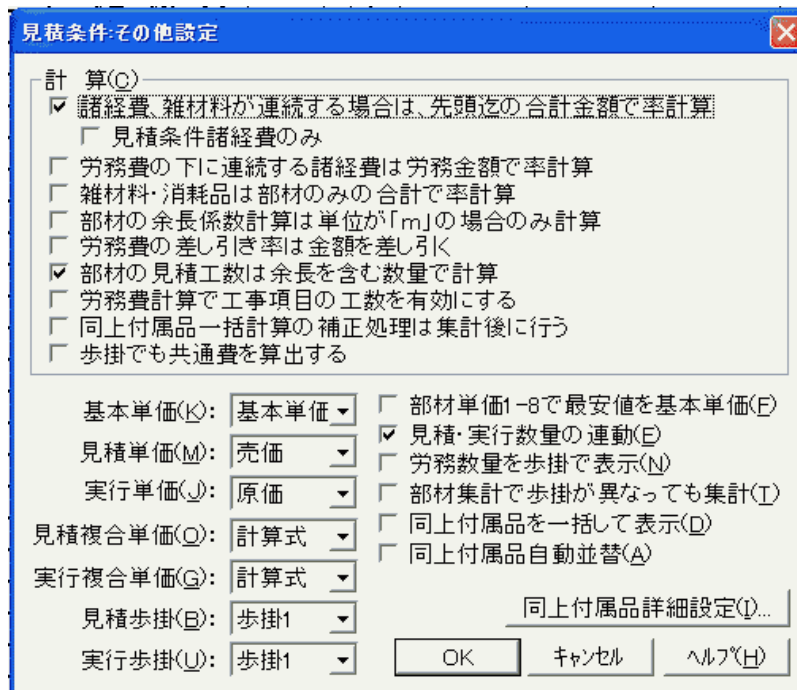 見積条件:その他設定
計 算(C)
諸経費、雑材料が連続する場合は、先頭迄の合計金額で率計算
見積条件諸経費のみ
労務費の下に連続する諸経費は労務金額で率計算
雑材料・消耗品は部材のみの合計で率計算
部材の余長係数計算は単位が「m」の場合のみ計算
労務費の差し引き率は金額を差し引く
部材の見積工数は余長を含む数量で計算
労務費計算で工事項目の工数を有効にする
同上付属品一括計算の補正処理は集計後に行う
歩掛でも共通費を算出する
基本単価(K): 基本単価
見積単価(M): 売価
実行単価(J): 原価
見積複合単価(O): 計算式
実行複合単価(G): 計算式
見積歩掛(B): 歩掛1
実行歩掛(U): 歩掛1
部材単価1-8で最安値を基本単価(F)
見積・実行数量の連動(E)
労務数量を歩掛で表示(N)
部材集計で歩掛が異なっても集計(T)
同上付属品を一括して表示(D)
同上付属品自動並替(A)
同上付属品詳細設定(I)...
OK キャンセル ヘルプ(H)